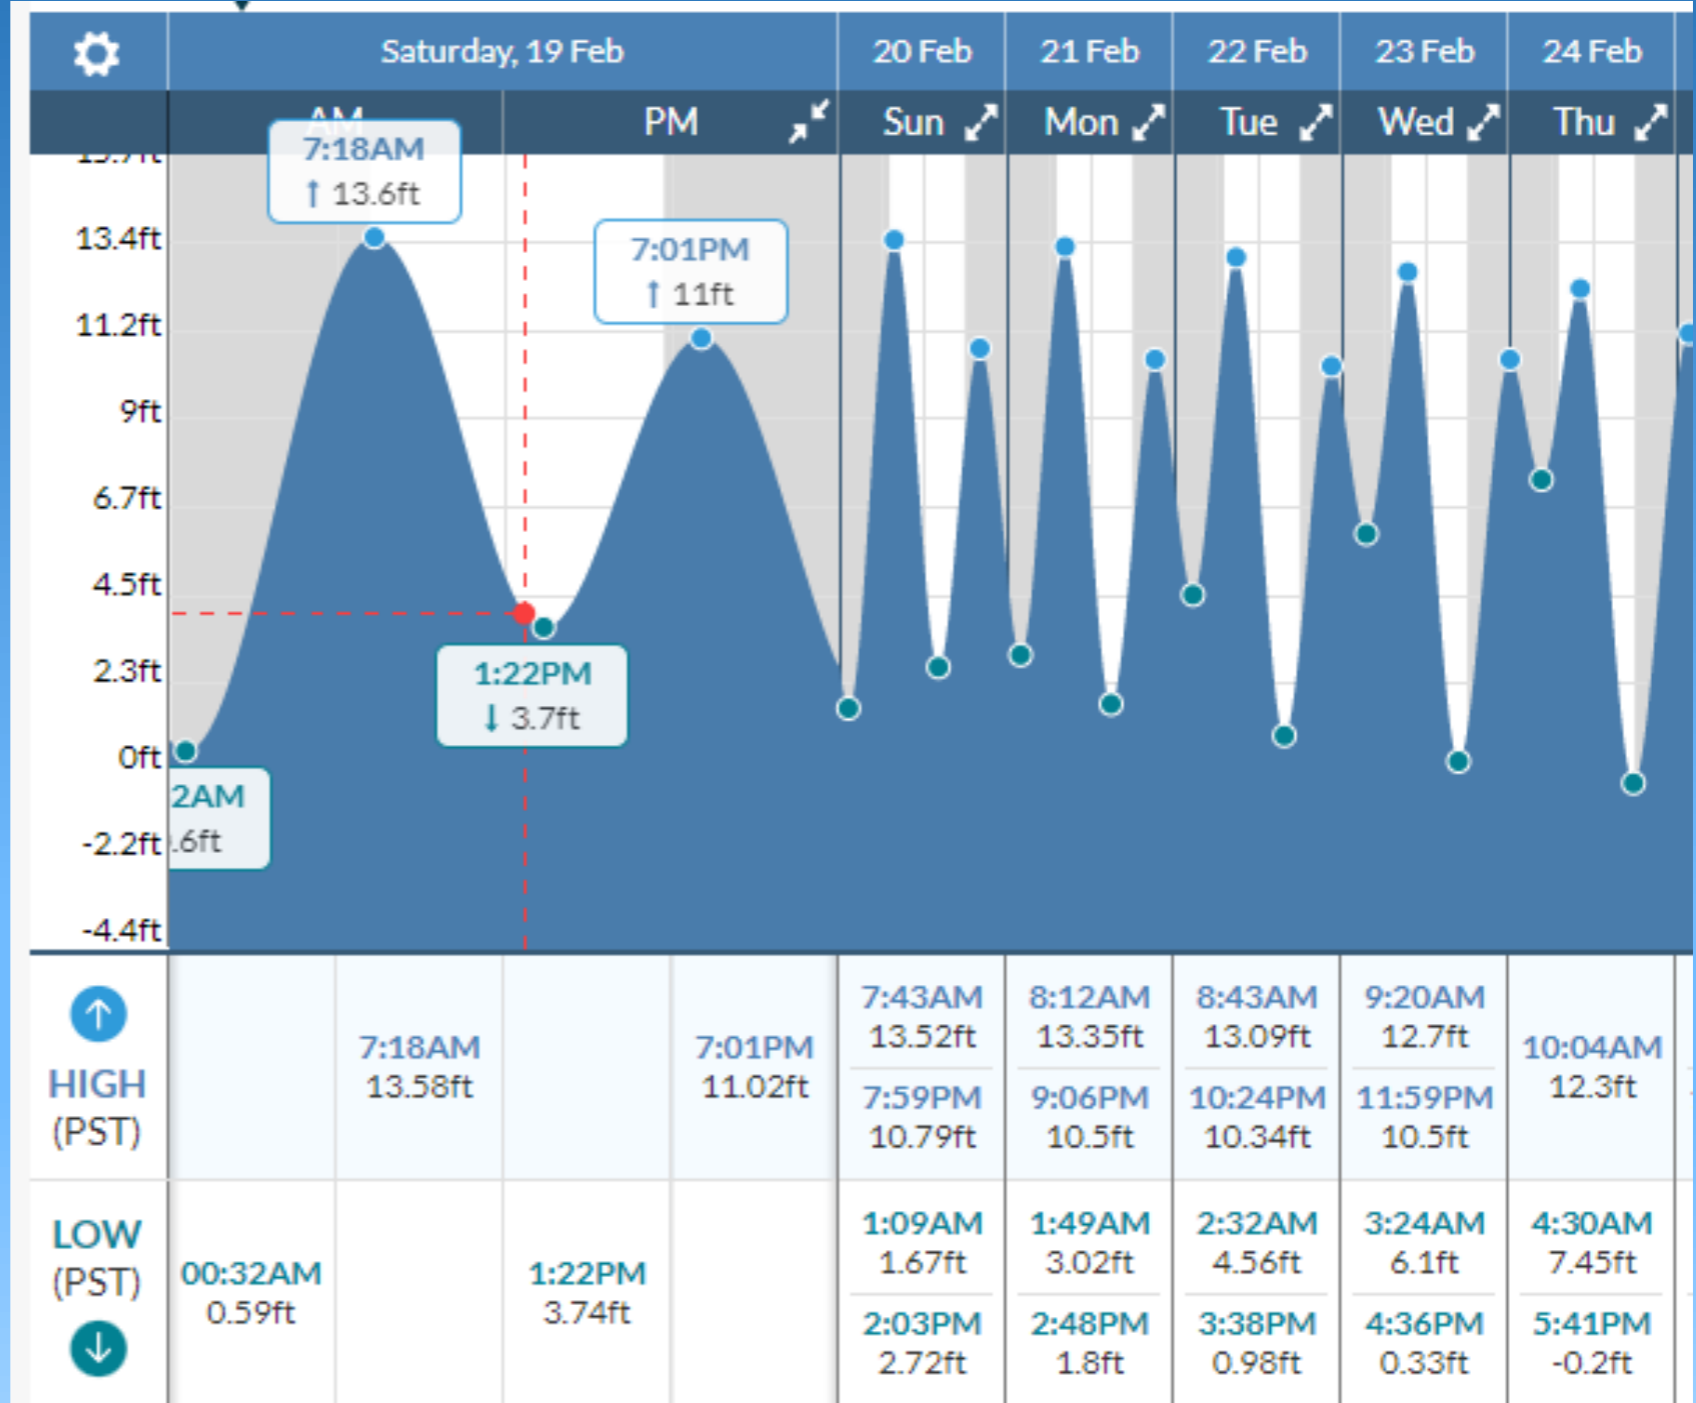 Saturday, 19 Feb
20 Feb
21 Feb
22 Feb
23 Feb
24 Feb
AM
PM
Sun
Mon
Tue
Wed
Thu
7:18AM
↑ 13.6ft
7:01PM
↑ 11ft
1:22PM
↓ 3.7ft
2AM
.6ft
13.4ft
11.2ft
9ft
6.7ft
4.5ft
2.3ft
0ft
-2.2ft
-4.4ft
HIGH
(PST)
7:18AM
13.58ft
7:01PM
11.02ft
7:43AM
13.52ft
7:59PM
10.79ft
8:12AM
13.35ft
9:06PM
10.5ft
8:43AM
13.09ft
10:24PM
10.34ft
9:20AM
12.7ft
11:59PM
10.5ft
10:04AM
12.3ft
LOW
(PST)
00:32AM
0.59ft
1:22PM
3.74ft
1:09AM
1.67ft
2:03PM
2.72ft
1:49AM
3.02ft
2:48PM
1.8ft
2:32AM
4.56ft
3:38PM
0.98ft
3:24AM
6.1ft
4:36PM
0.33ft
4:30AM
7.45ft
5:41PM
-0.2ft